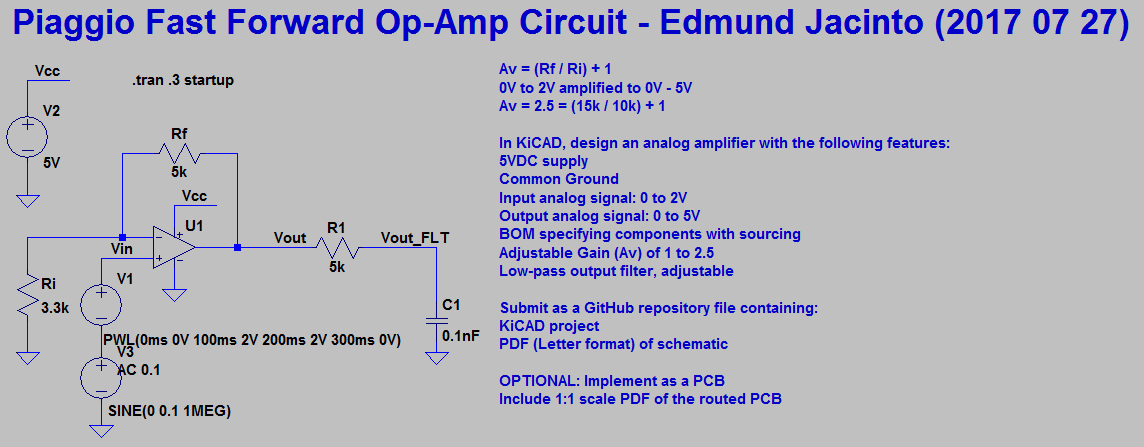 Piaggio Fast Forward Op-Amp Circuit - Edmund Jacinto (2017 07 27)
Vcc
.tran .3 startup
V2
5V
Rf
5k
Vcc
U1
Vin
Vout
R1
5k
Vout_FLT
Ri
3.3k
V1
C1
0.1nF
PWL(0ms 0V 100ms 2V 200ms 2V 300ms 0V)
V3
AC 0.1
SINE(0 0.1 1MEG)
Av = (Rf / Ri) + 1
0V to 2V amplified to 0V - 5V
Av = 2.5 = (15k / 10k) + 1
In KiCAD, design an analog amplifier with the following features:
5VDC supply
Common Ground
Input analog signal: 0 to 2V
Output analog signal: 0 to 5V
BOM specifying components with sourcing
Adjustable Gain (Av) of 1 to 2.5
Low-pass output filter, adjustable
Submit as a GitHub repository file containing:
KiCAD project
PDF (Letter format) of schematic
OPTIONAL: Implement as a PCB
Include 1:1 scale PDF of the routed PCB